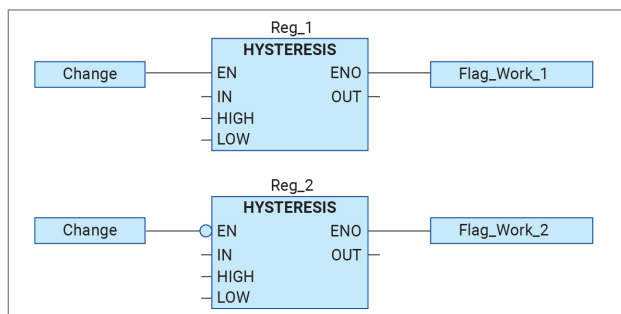 Reg_1
HYSTERESIS
Change EN ENO Flag_Work_1
IN OUT
HIGH
LOW
Reg_2
HYSTERESIS
Change EN ENO Flag_Work_2
IN OUT
HIGH
LOW